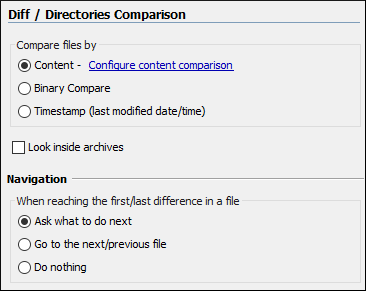 Diff / Directories Comparison
Compare files by
Content - Configure content comparison
Binary Compare
Timestamp (last modified date/time)
Look inside archives
Navigation
When reaching the first/last difference in a file
Ask what to do next
Go to the next/previous file
Do nothing